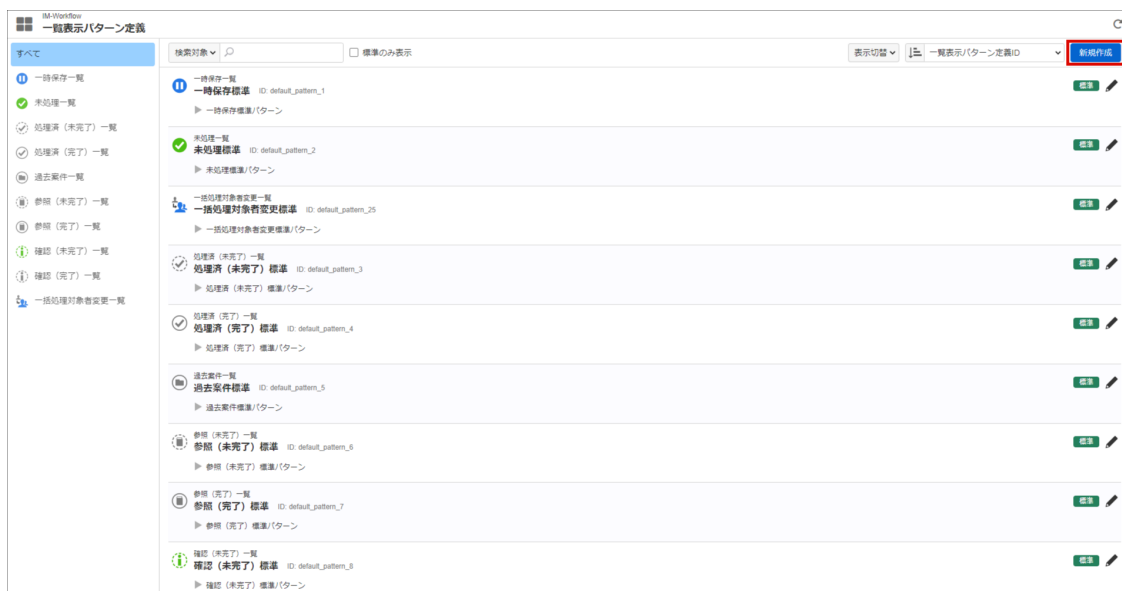 IM-Workflow
一覧表示パターン定義
すべて
一時保存一覧
未処理一覧
処理済（未完了）一覧
処理済（完了）一覧
過去案件一覧
参照（未完了）一覧
参照（完了）一覧
確認（未完了）一覧
確認（完了）一覧
一括処理対象者変更一覧
検索対象
標準のみ表示
表示切替
一覧表示パターン定義ID
新規作成
一時保存一覧
一時保存標準 ID: default_pattern_1
標準
一時保存標準パターン
未処理一覧
未処理標準 ID: default_pattern_2
標準
未処理標準パターン
一括処理対象者変更一覧
一括処理対象者変更標準 ID: default_pattern_25
標準
一括処理対象者変更標準パターン
処理済（未完了）一覧
処理済（未完了）標準 ID: default_pattern_3
標準
処理済（未完了）標準パターン
処理済（完了）一覧
処理済（完了）標準 ID: default_pattern_4
標準
処理済（完了）標準パターン
過去案件一覧
過去案件標準 ID: default_pattern_5
標準
過去案件標準パターン
参照（未完了）一覧
参照（未完了）標準 ID: default_pattern_6
標準
参照（未完了）標準パターン
参照（完了）一覧
参照（完了）標準 ID: default_pattern_7
標準
参照（完了）標準パターン
確認（未完了）一覧
確認（未完了）標準 ID: default_pattern_8
標準
確認（未完了）標準パターン